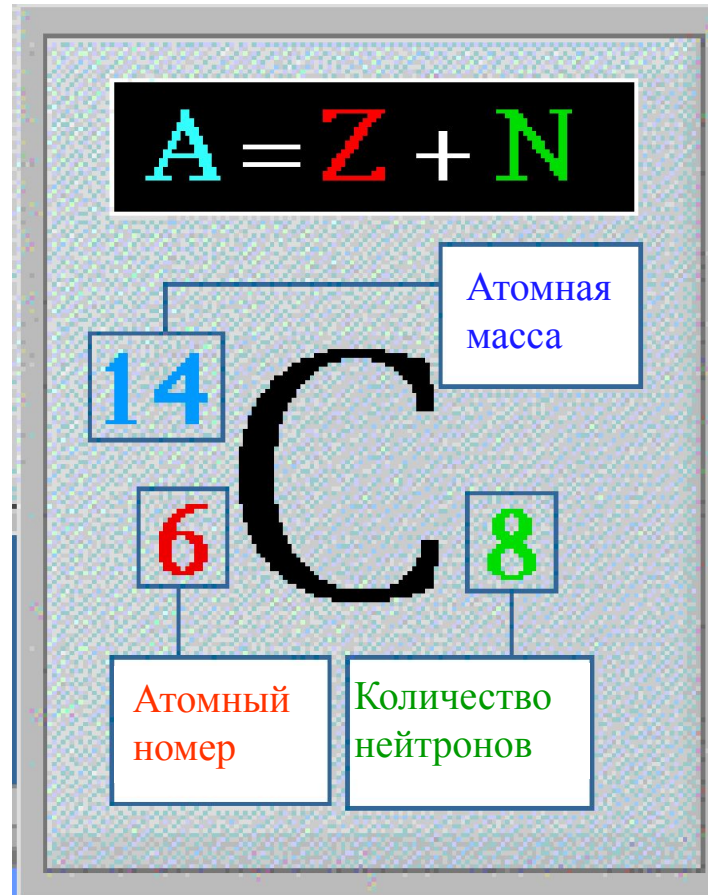 A = Z + N
Атомная
масса
14
C
6
8
Атомный
номер
Количество
нейтронов